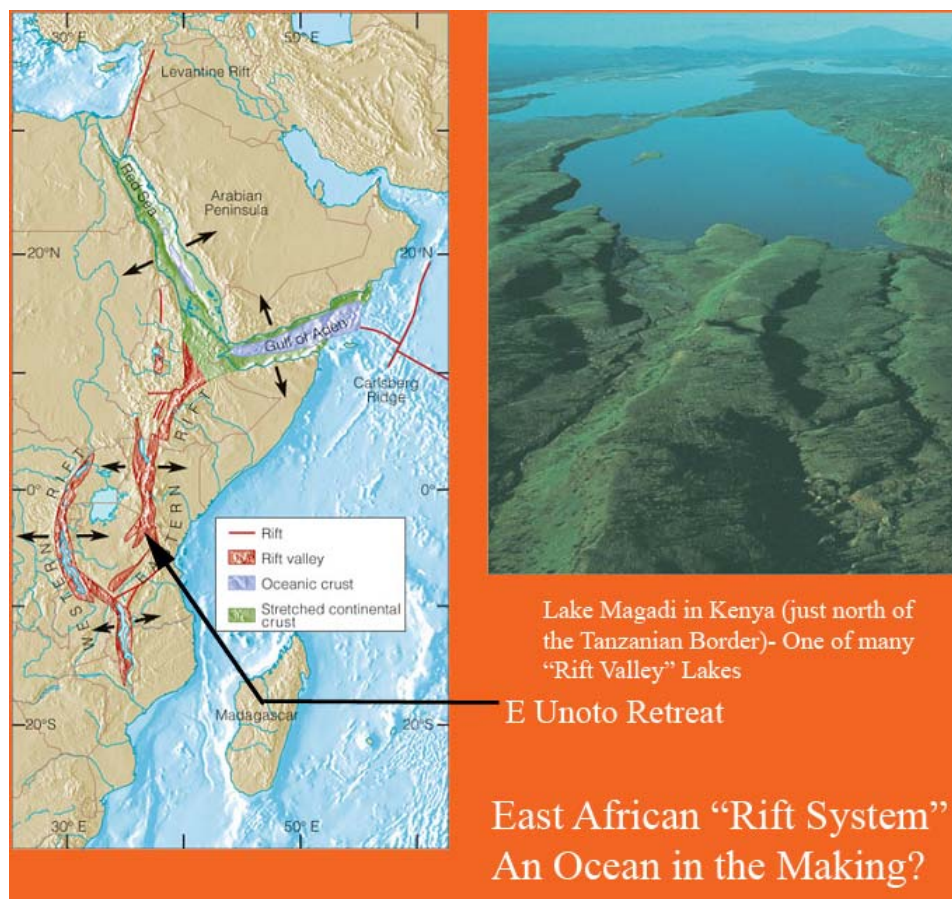 30° E
50° E
Levantine Rift
Red Sea
Arabian
Peninsula
20°N
20°N
Gulf of Aden
Carlsberg
Ridge
EASTERN RIFT
WESTERN RIFT
0°
0°
Rift
Rift valley
Oceanic crust
Stretched continental
crust
Madagascar
20°S
20°S
30° E
50° E
Lake Magadi in Kenya (just north of
the Tanzanian Border)- One of many
“Rift Valley” Lakes
E Unoto Retreat
East African “Rift System”
An Ocean in the Making?